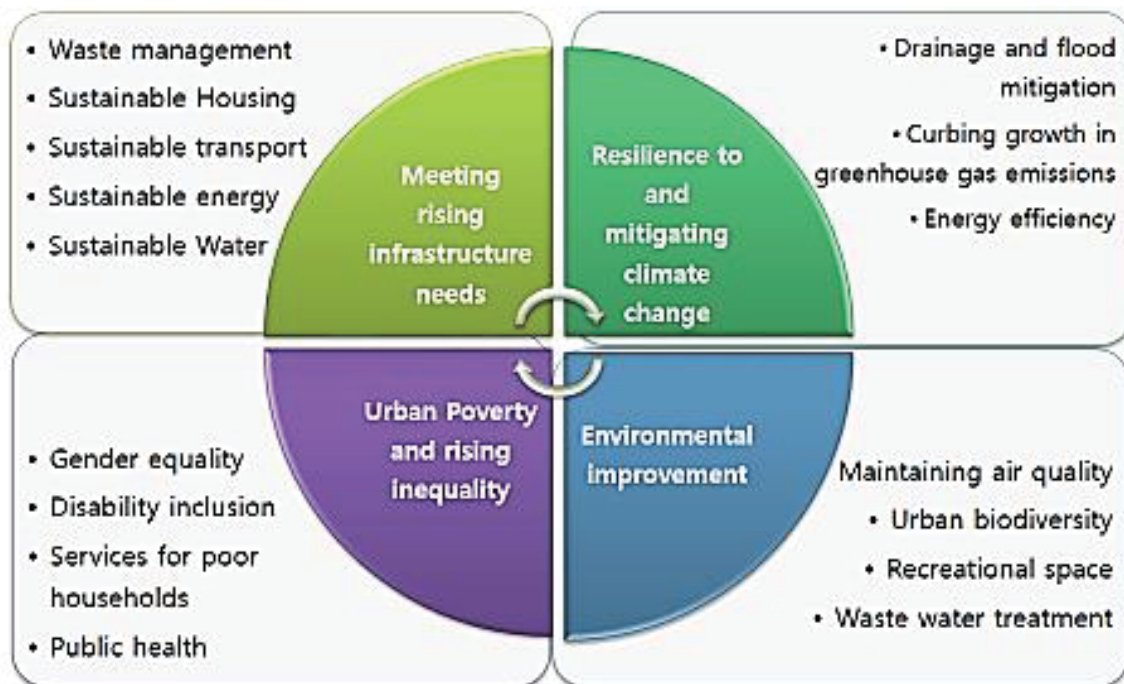 • Waste management
• Sustainable Housing
• Sustainable transport
• Sustainable energy
• Sustainable Water
Meeting
rising
infrastructure
needs
Resilience to
and
mitigating
climate
change
• Drainage and flood
mitigation
• Curbing growth in
greenhouse gas emissions
• Energy efficiency
• Gender equality
• Disability inclusion
• Services for poor
households
• Public health
Urban Poverty
and rising
inequality
Environmental
improvement
Maintaining air quality
• Urban biodiversity
• Recreational space
• Waste water treatment